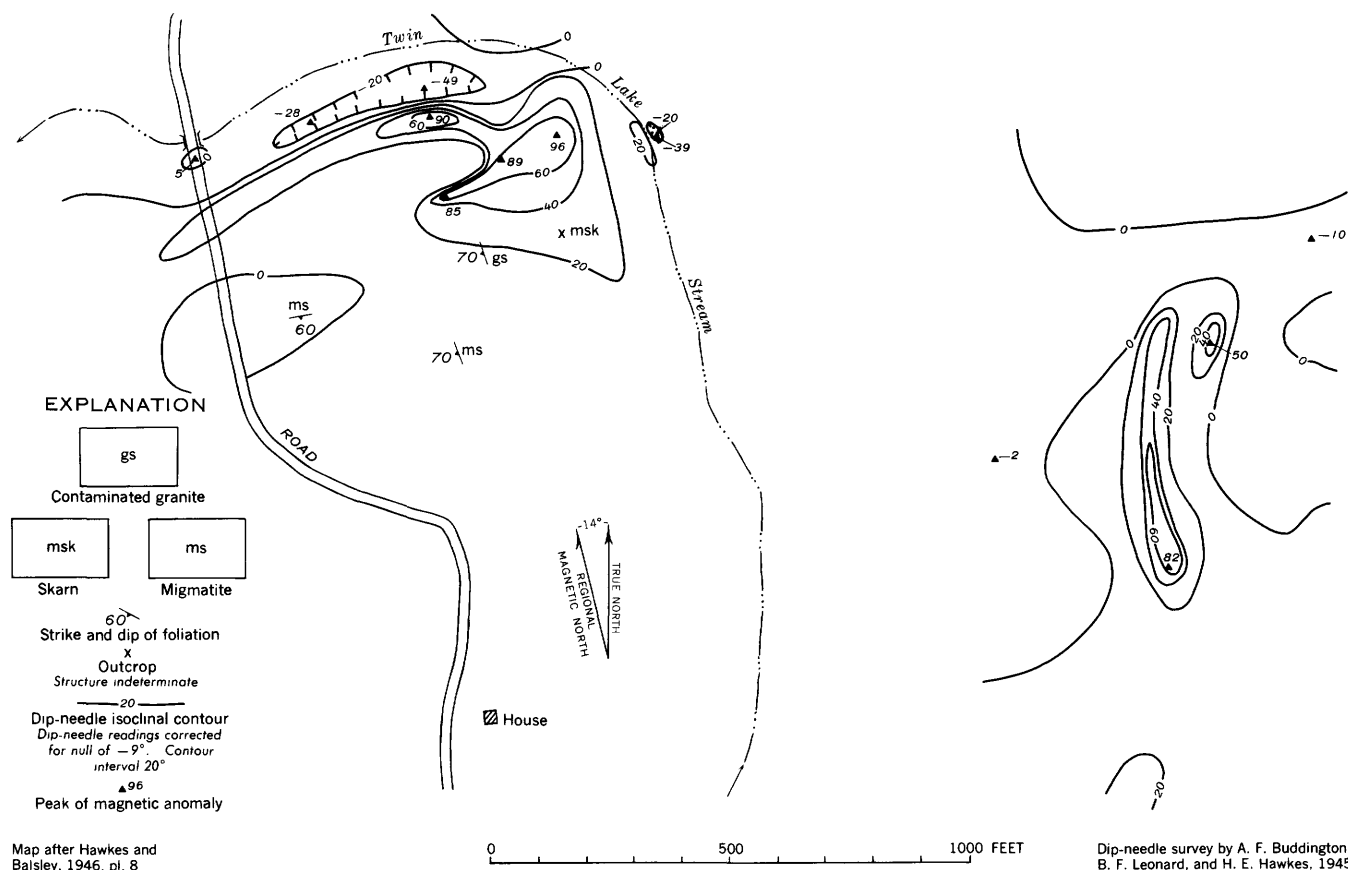 Twin
0
0
Lake
-20
-49
-28
60
90
96
89
60
40
85
20
-20
-39
0
5
x msk
70 gs
20
0
ms
60
70 ms
Stream
0
-10
0
20
40
50
0
40
20
0
-2
60
82
20
EXPLANATION
gs
Contaminated granite
msk
ms
Skarn
Migmatite
60
Strike and dip of foliation
x
Outcrop
Structure indeterminate
20
Dip-needle isoclinal contour
Dip-needle readings corrected
for null of -9°. Contour
interval 20°
96
Peak of magnetic anomaly
ROAD
14°
TRUE NORTH
REGIONAL
MAGNETIC NORTH
House
Map after Hawkes and
Balsley, 1946, pl. 8
0
500
1000 FEET
Dip-needle survey by A. F. Buddington
B. F. Leonard, and H. E. Hawkes, 1945